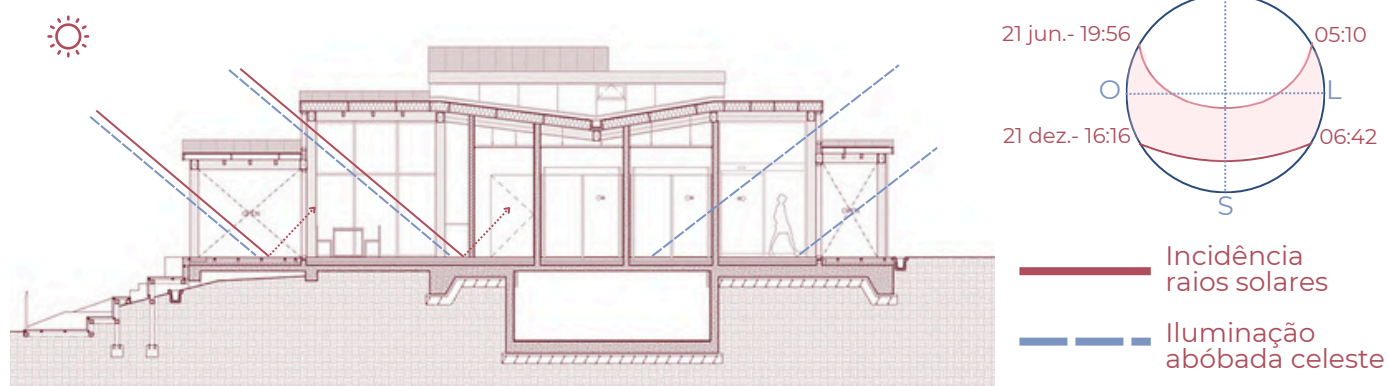 21 jun.- 19:56
05:10
O
L
21 dez.- 16:16
06:42
S
Incidência
raios solares
Iluminação
abóbada celeste